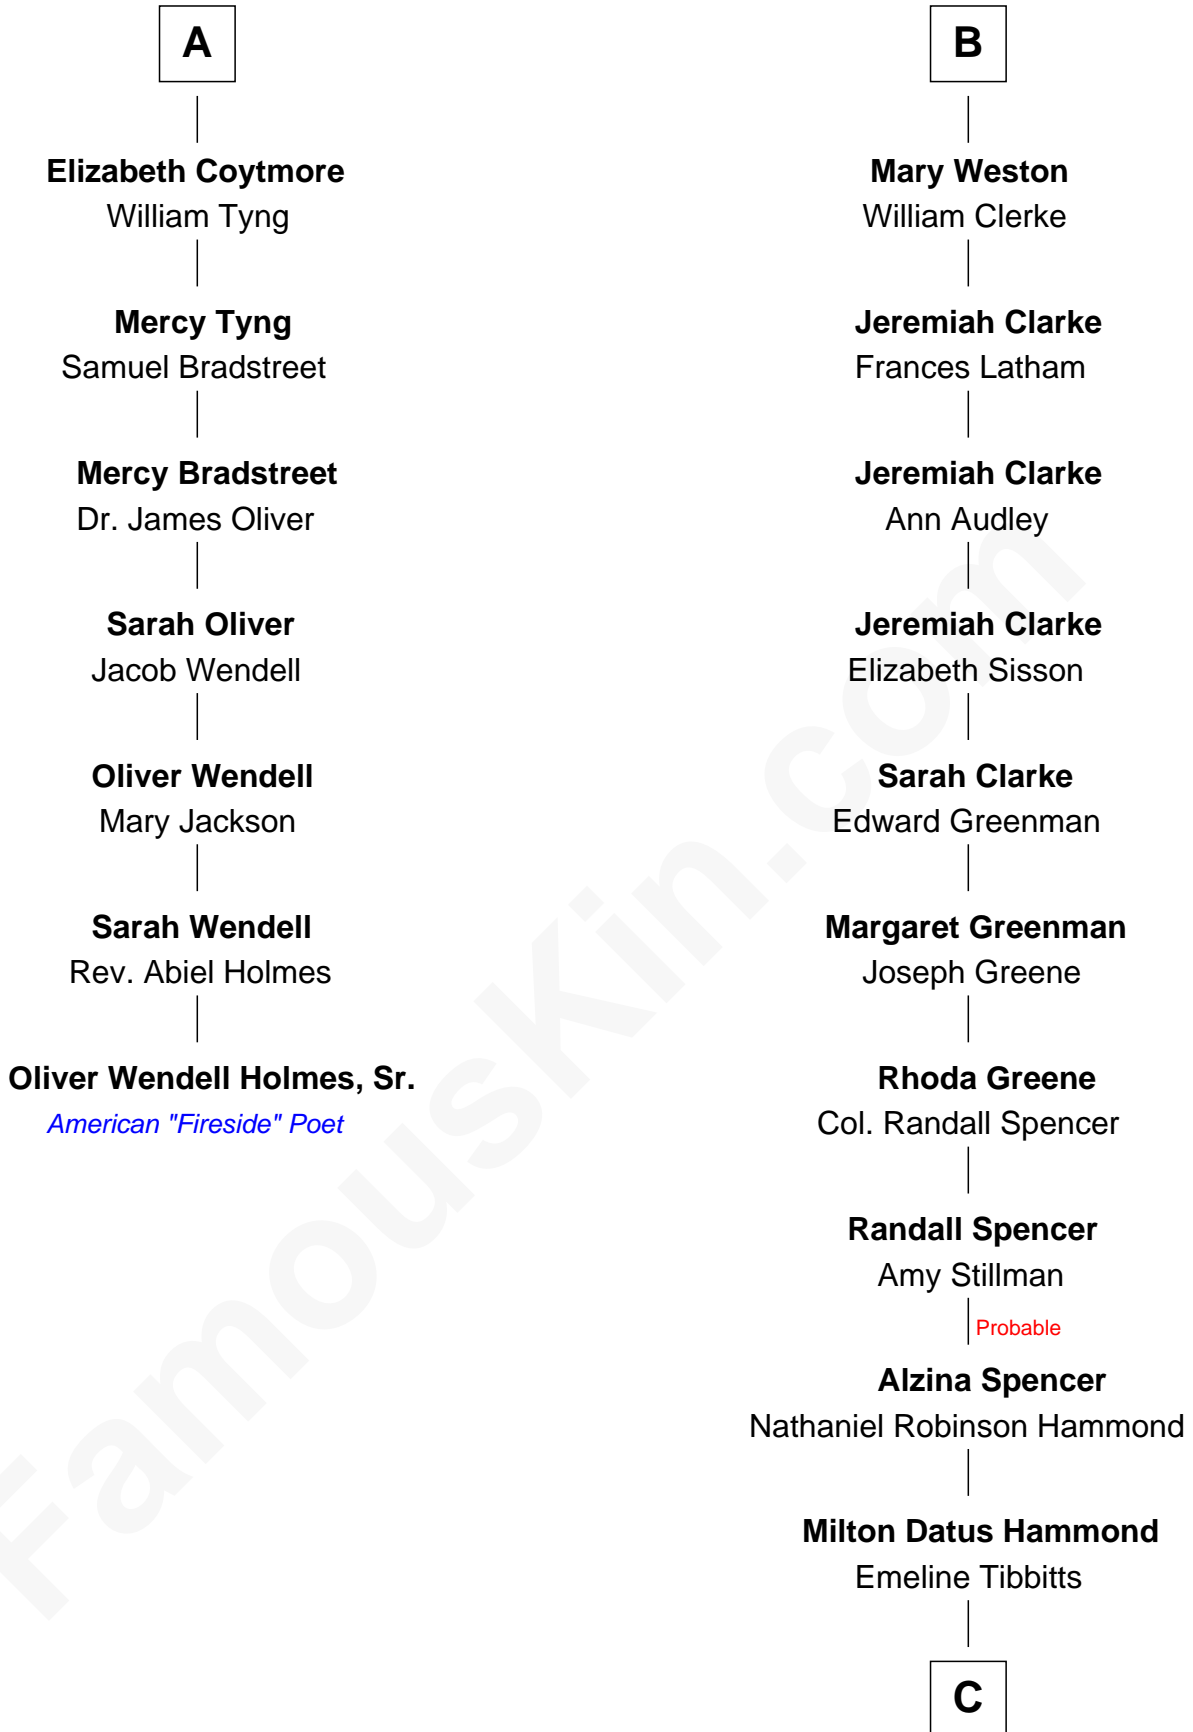 A
Elizabeth Coytmore
William Tyng
Mercy Tyng
Samuel Bradstreet
Mercy Bradstreet
Dr. James Oliver
Sarah Oliver
Jacob Wendell
Oliver Wendell
Mary Jackson
Sarah Wendell
Rev. Abiel Holmes
Oliver Wendell Holmes, Sr.
American "Fireside" Poet
B
Mary Weston
William Clerke
Jeremiah Clarke
Frances Latham
Jeremiah Clarke
Ann Audley
Jeremiah Clarke
Elizabeth Sisson
Sarah Clarke
Edward Greenman
Margaret Greenman
Joseph Greene
Rhoda Greene
Col. Randall Spencer
Randall Spencer
Amy Stillman
Probable
Alzina Spencer
Nathaniel Robinson Hammond
Milton Datus Hammond
Emeline Tibbitts
C
FamousKin.com